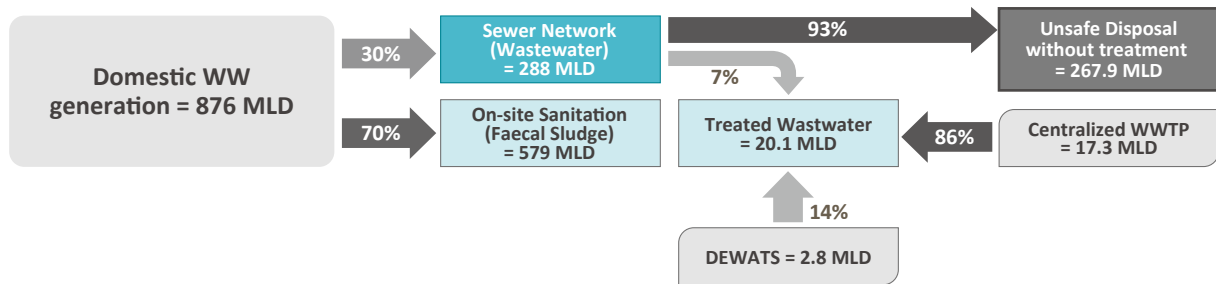 Domestic WW
generation = 876 MLD
30%
70%
Sewer Network
(Wastewater)
= 288 MLD
On-site Sanitation
(Faecal Sludge)
= 579 MLD
93%
7%
Unsafe Disposal
without treatment
= 267.9 MLD
Treated Wastwater
= 20.1 MLD
86%
Centralized WWTP
= 17.3 MLD
14%
DEWATS = 2.8 MLD